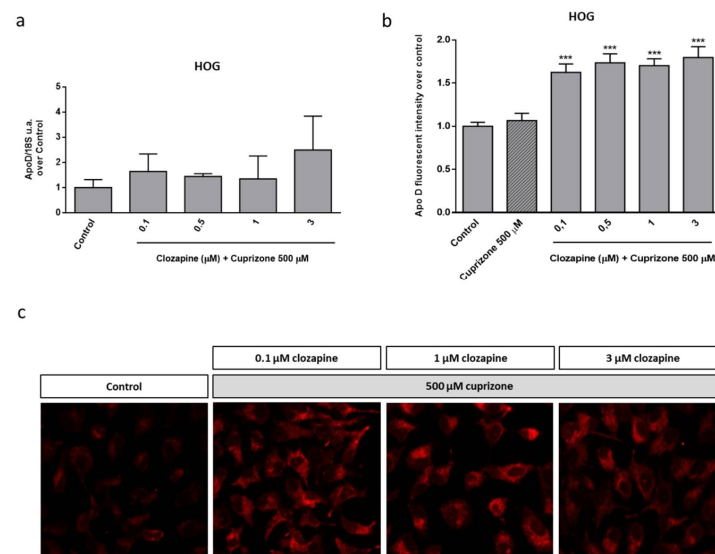 a
HOG
ApoD/18S u.a.
over Control
5
4
3
2
1
0
Control
0.1
0.5
1
3
Clozapine (μM) + Cuprizone 500 μM
b
HOG
Apo D fluorescent intensity over control
2.0
1.5
1.0
0.5
0.0
***
***
***
***
Control
Cuprizone 500 μM
0,1
0,5
1
3
Clozapine (μM) + Cuprizone 500 μM
c
0.1 μM clozapine
1 μM clozapine
3 μM clozapine
Control
500 μM cuprizone